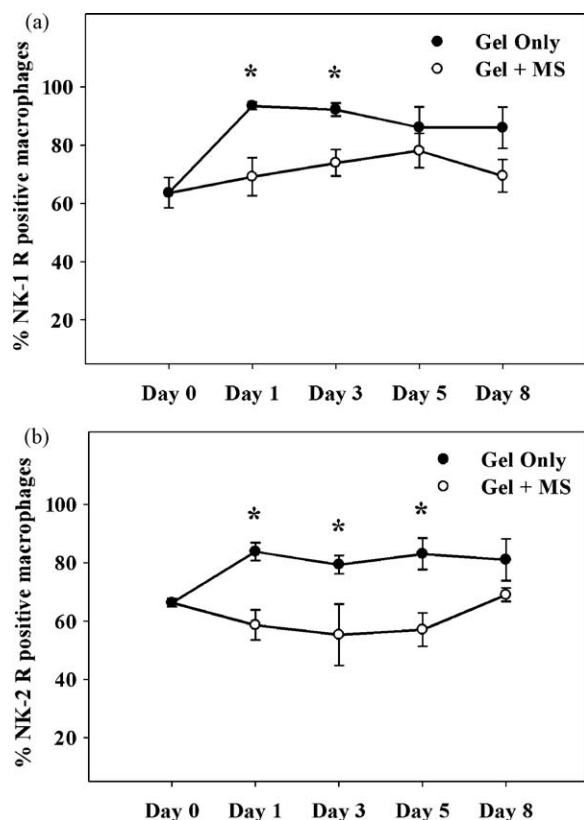 (a)
Gel Only
Gel + MS
% NK-1 R positive macrophages
100
80
60
40
20
* *
Day 0 Day 1 Day 3 Day 5 Day 8
(b)
Gel Only
Gel + MS
% NK-2 R positive macrophages
100
80
60
40
20
* * *
Day 0 Day 1 Day 3 Day 5 Day 8